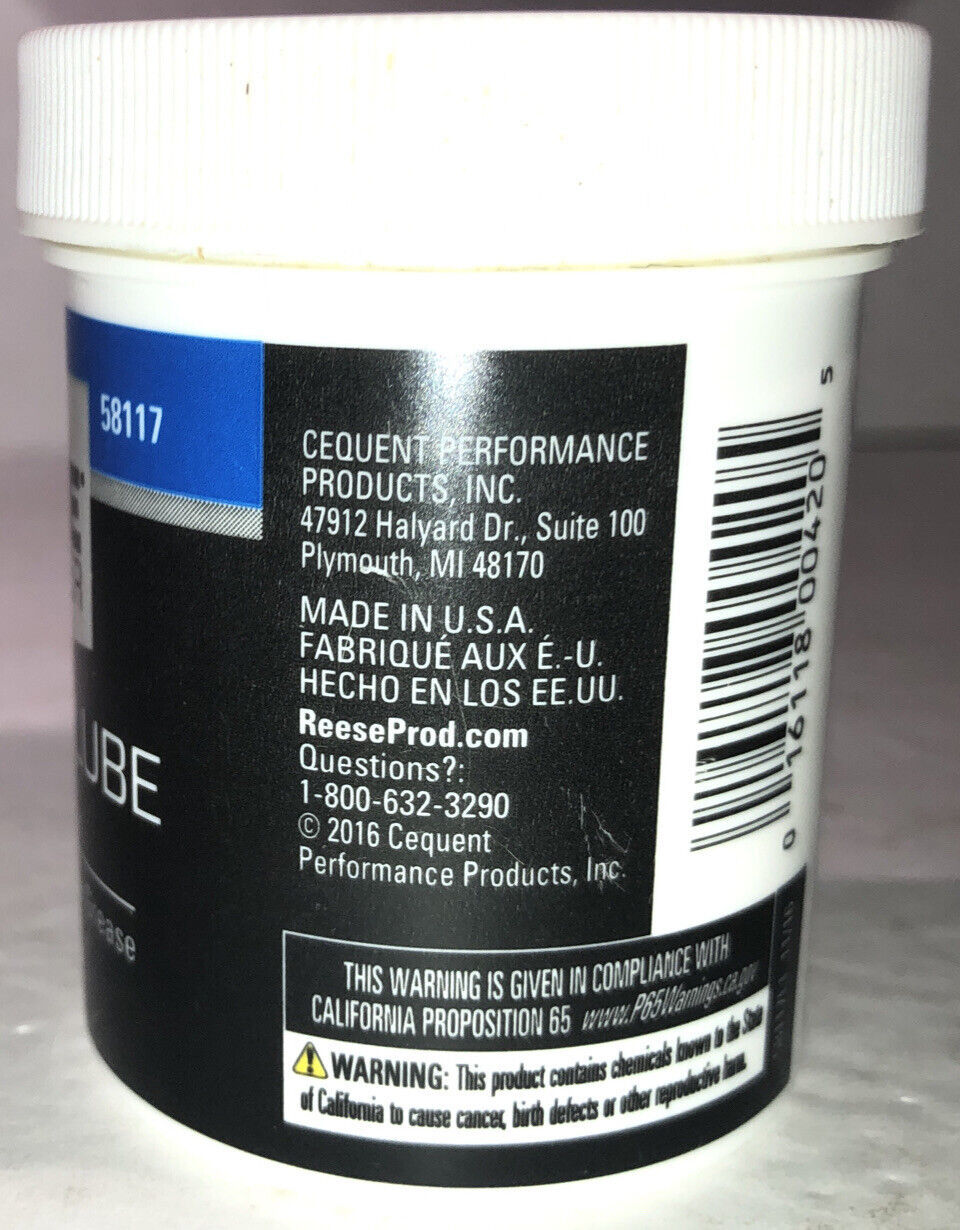 58117
UBE
CEQUENT PERFORMANCE
PRODUCTS, INC.
47912 Halyard Dr., Suite 100
Plymouth, MI 48170
MADE IN U.S.A.
FABRIQUÉ AUX É.-U.
HECHO EN LOS EE.UU.
ReeseProd.com
Questions?:
1-800-632-3290
© 2016 Cequent
Performance Products, Inc.
0 16118 00420 5
THIS WARNING IS GIVEN IN COMPLIANCE WITH
CALIFORNIA PROPOSITION 65 www.P65Warnings.ca.gov
WARNING: This product contains chemicals known to the State
of California to cause cancer, birth defects or other reproductive harm.